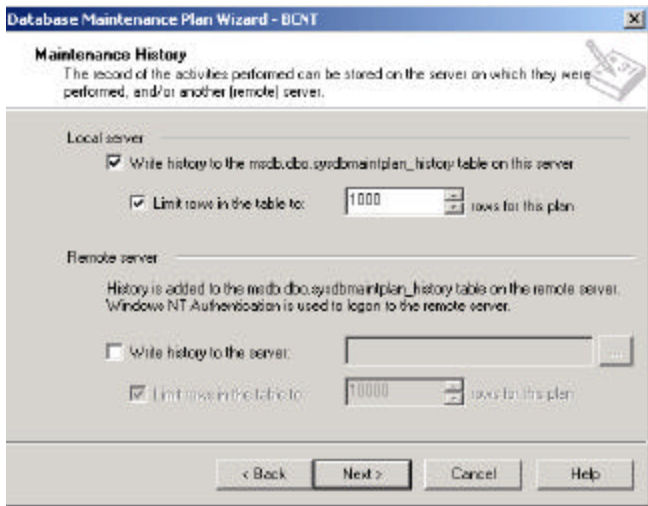 Database Maintenance Plan Wizard - BCNT
Maintenance History
The record of the activities performed can be stored on the server on which they were
performed, and/or another (remote) server.
Local server
Write history to the msdb.dbo.sysdbmaintplan_history table on this server
Limit rows in the table to: 1000 rows for this plan
Remote server
History is added to the msdb.dbo.sysdbmaintplan_history table on the remote server.
Windows NT Authentication is used to logon to the remote server.
Write history to the server: ...
Limit rows in the table to: 10000 rows for this plan
< Back Next > Cancel Help